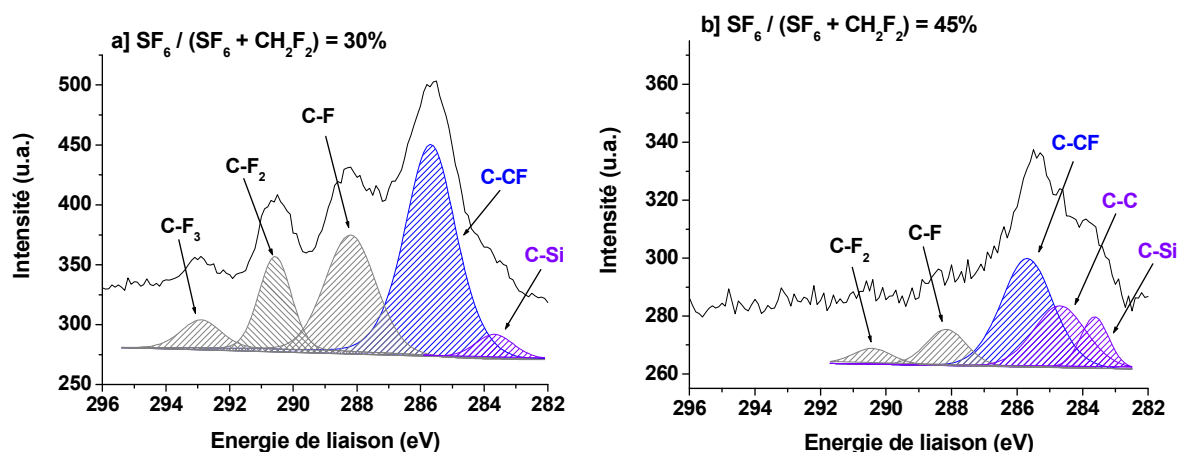 a] SF₆ / (SF₆ + CH₂F₂) = 30%
500
450
400
350
300
250
Intensité (u.a.)
C-F₃
C-F₂
C-F
C-CF
C-Si
296 294 292 290 288 286 284 282
Energie de liaison (eV)
b] SF₆ / (SF₆ + CH₂F₂) = 45%
360
340
320
300
280
260
Intensité (u.a.)
C-F₂
C-F
C-CF
C-C
C-Si
296 294 292 290 288 286 284 282
Energie de liaison (eV)